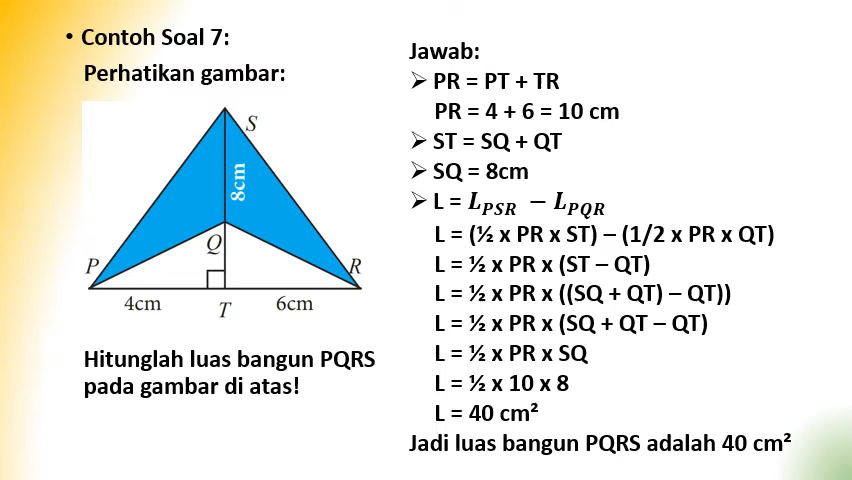 • Contoh Soal 7:
Perhatikan gambar:
S
8cm
Q
P
R
4cm
T
6cm
Hitunglah luas bangun PQRS
pada gambar di atas!
Jawab:
➢ PR = PT + TR
PR = 4 + 6 = 10 cm
➢ ST = SQ + QT
➢ SQ = 8cm
➢ L = L_PSR − L_PQR
L = (½ x PR x ST) – (1/2 x PR x QT)
L = ½ x PR x (ST – QT)
L = ½ x PR x ((SQ + QT) – QT))
L = ½ x PR x (SQ + QT – QT)
L = ½ x PR x SQ
L = ½ x 10 x 8
L = 40 cm²
Jadi luas bangun PQRS adalah 40 cm²